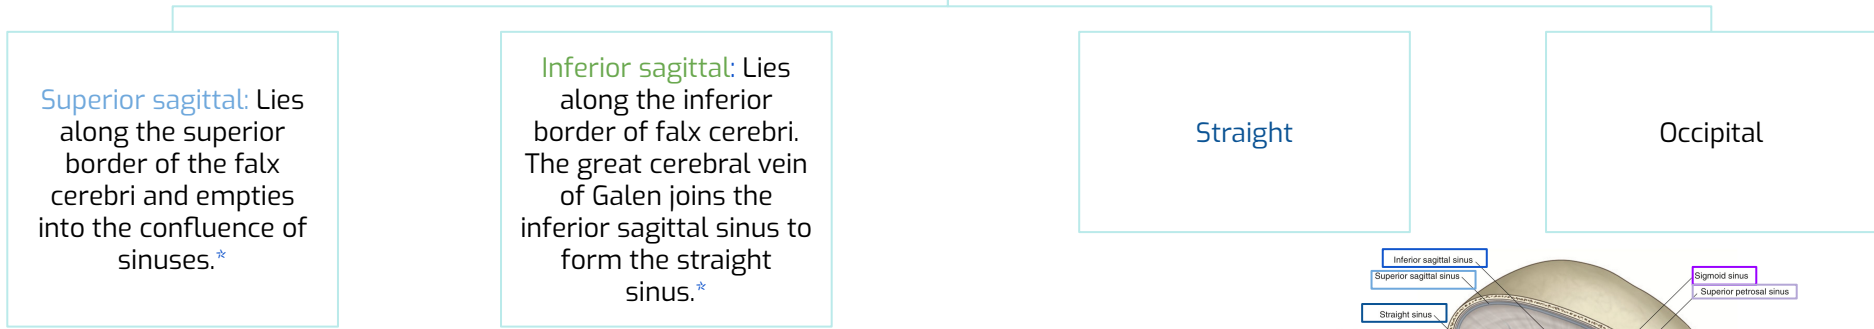 Superior sagittal: Lies
along the superior
border of the falx
cerebri and empties
into the confluence of
sinuses.*
Inferior sagittal: Lies
along the inferior
border of falx cerebri.
The great cerebral vein
of Galen joins the
inferior sagittal sinus to
form the straight
sinus.*
Straight
Occipital
Inferior sagittal sinus
Superior sagittal sinus
Straight sinus
Sigmoid sinus
Superior petrosal sinus